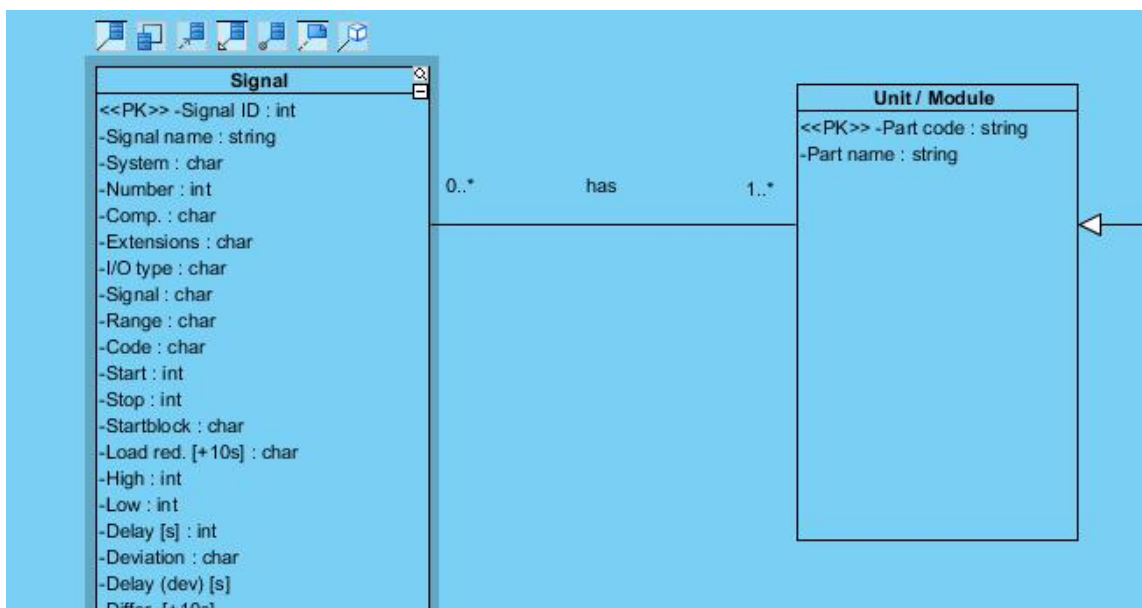 Signal
<<PK>> -Signal ID : int
-Signal name : string
-System : char
-Number : int
-Comp. : char
-Extensions : char
-I/O type : char
-Signal : char
-Range : char
-Code : char
-Start : int
-Stop : int
-Startblock : char
-Load red. [+10s] : char
-High : int
-Low : int
-Delay [s] : int
-Deviation : char
-Delay (dev) [s]
0..* has 1..*
Unit / Module
<<PK>> -Part code : string
-Part name : string